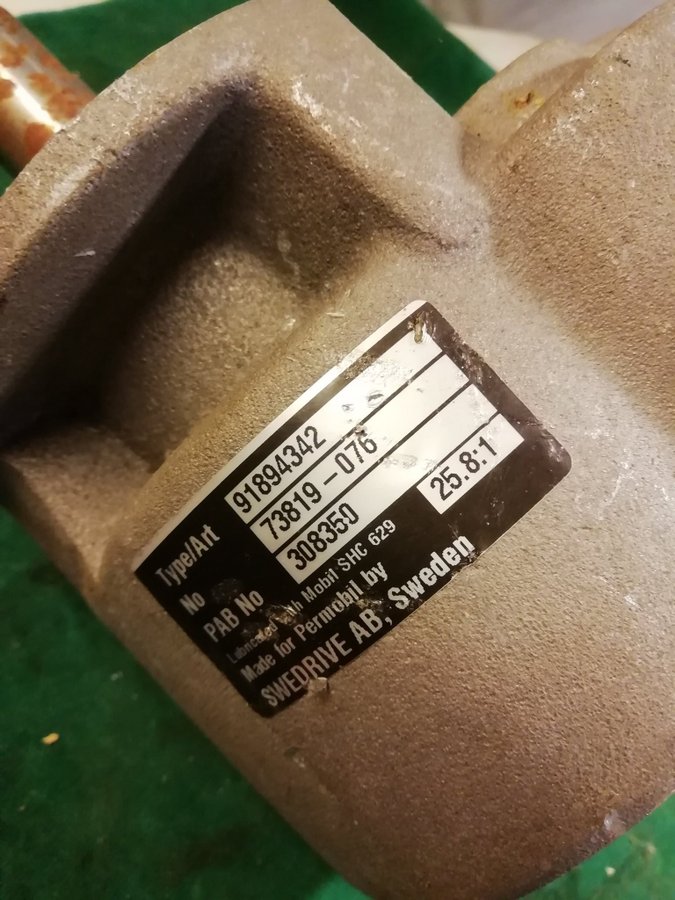 Type/Art 91894342
No 73819-076
PAB No 308350 25.8:1
Lubricated with Mobil SHC 629
Made for Permobil by
SWEDRIVE AB, Sweden